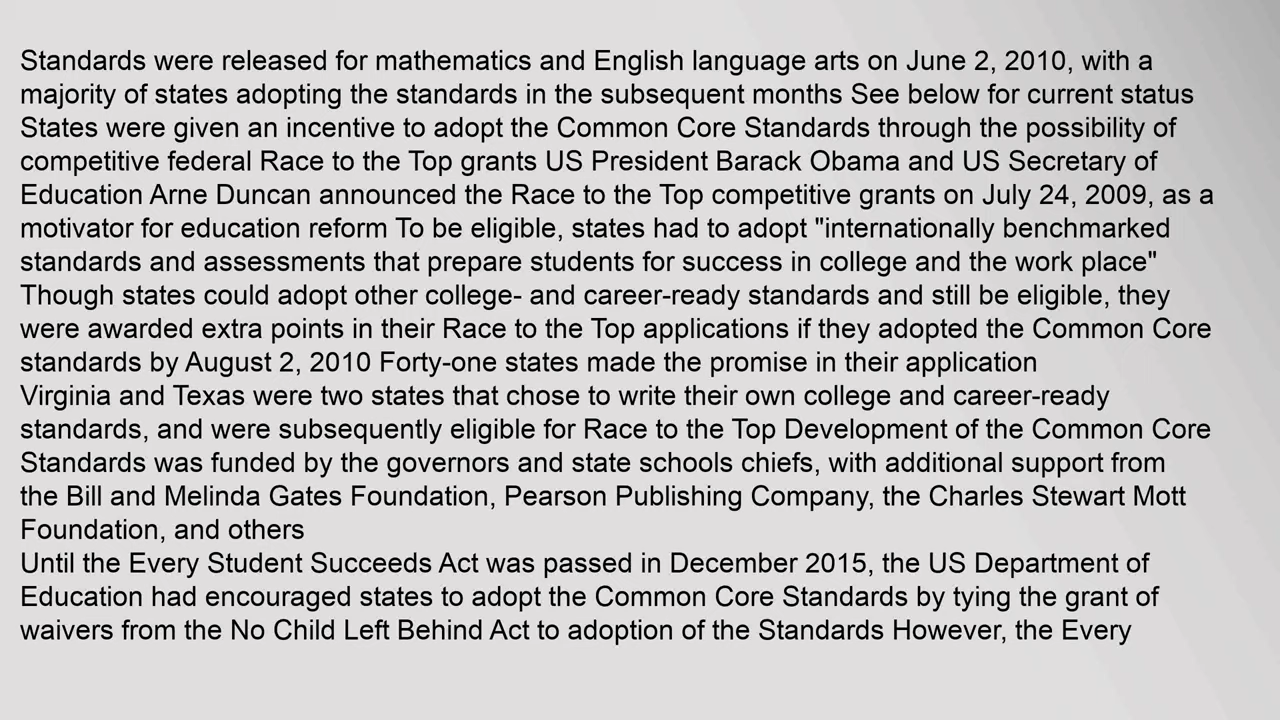 Standards were released for mathematics and English language arts on June 2, 2010, with a
majority of states adopting the standards in the subsequent months See below for current status
States were given an incentive to adopt the Common Core Standards through the possibility of
competitive federal Race to the Top grants US President Barack Obama and US Secretary of
Education Arne Duncan announced the Race to the Top competitive grants on July 24, 2009, as a
motivator for education reform To be eligible, states had to adopt "internationally benchmarked
standards and assessments that prepare students for success in college and the work place"
Though states could adopt other college- and career-ready standards and still be eligible, they
were awarded extra points in their Race to the Top applications if they adopted the Common Core
standards by August 2, 2010 Forty-one states made the promise in their application
Virginia and Texas were two states that chose to write their own college and career-ready
standards, and were subsequently eligible for Race to the Top Development of the Common Core
Standards was funded by the governors and state schools chiefs, with additional support from
the Bill and Melinda Gates Foundation, Pearson Publishing Company, the Charles Stewart Mott
Foundation, and others
Until the Every Student Succeeds Act was passed in December 2015, the US Department of
Education had encouraged states to adopt the Common Core Standards by tying the grant of
waivers from the No Child Left Behind Act to adoption of the Standards However, the Every